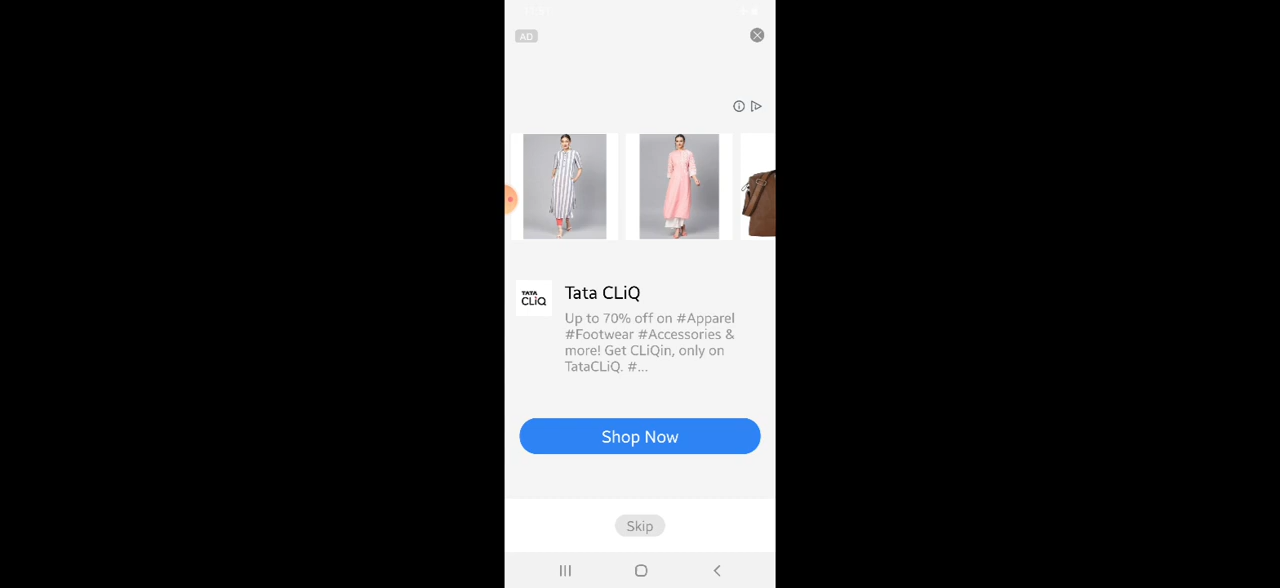 AD
TATA
CLiQ
Tata CLiQ
Up to 70% off on #Apparel
#Footwear #Accessories &
more! Get CLiQin, only on
TataCLiQ. #...
Shop Now
Skip